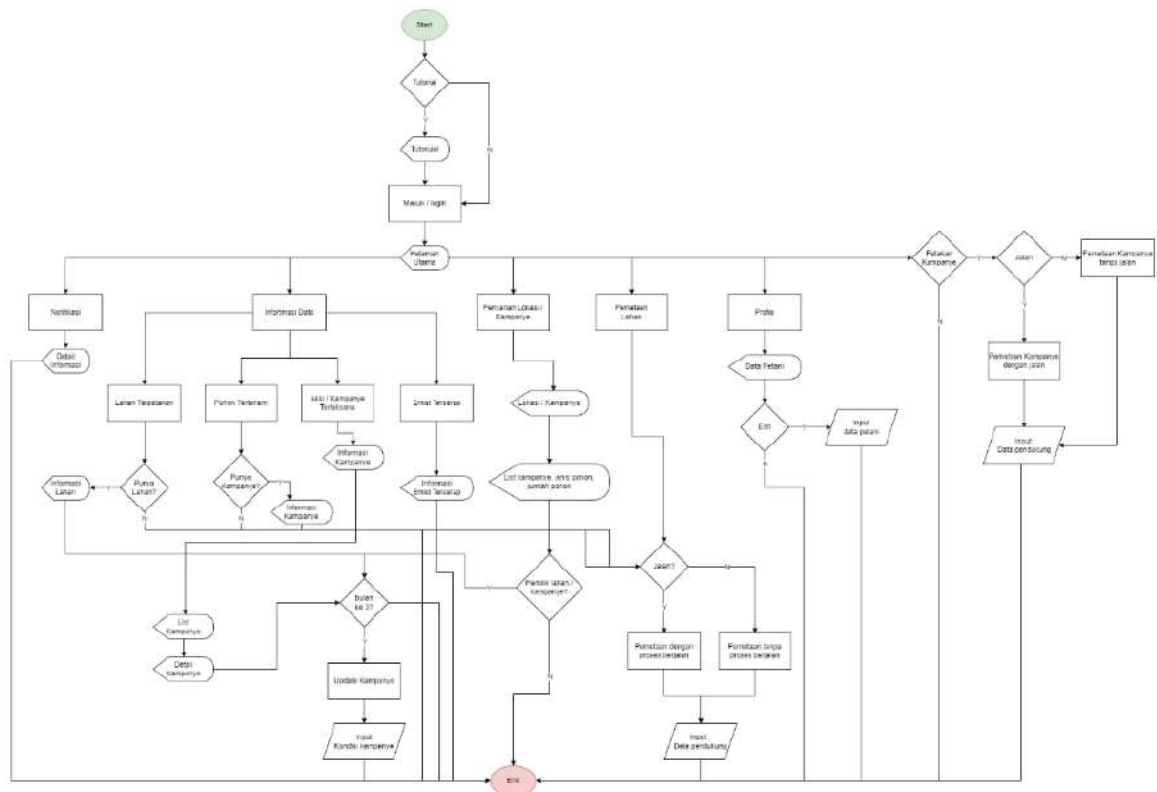 Start
Tutorial
Y
Tutorial
N
Masuk / login
Halaman
Utama
Petakan
Kampanye
Y
Jalan
N
Pemetaan Kampanye
tanpa jalan
Notifikasi
Informasi Data
Pencarian Lokasi /
Kampanye
Pemetaan
Lahan
Profile
N
Y
Detail
Informasi
Data Petani
Pemetaan Kampanye
dengan jalan
Lahan Terpetakan
Pohon Tertanam
Aksi / Kampanye
Terlaksana
Emisi Terserap
Lokasi / Kampanye
Edit
Y
Input
data petani
Input
Data pendukung
Informasi
Kampanye
N
Informasi
Lahan
Y
Punya
Lahan?
Punya
Kampanye?
Y
Informasi
Emisi Terserap
List kampanye, jenis pohon,
jumlah pohon
Informasi
Kampanye
N
N
Jalan?
N
Pemilik lahan /
kampanye?
Y
bulan
ke 3?
Y
List
Kampanye
Y
Pemetaan dengan
proses berjalan
Pemetaan tanpa
proses berjalan
Detail
Kampanye
Update Kampanye
N
Input
Kondisi kampanye
Input
Data pendukung
End